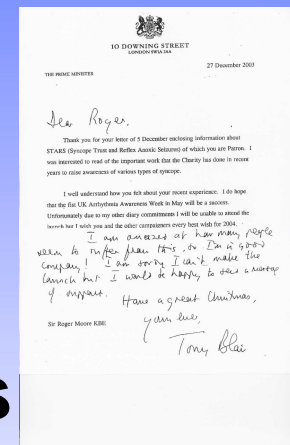 10 DOWNING STREET
LONDON SW1A 2AA
27 December 2003
THE PRIME MINISTER
Dear Roger,
Thank you for your letter of 5 December enclosing information about
STARS (Syncope Trust and Reflex Anoxic Seizures) of which you are Patron. I
was interested to read of the important work that the Charity has done in recent
years to raise awareness of various types of syncope.
I well understand how you felt about your recent experience. I do hope
that the fist UK Arrhythmia Awareness Week in May will be a success.
Unfortunately due to my other diary commitments I will be unable to attend the
launch but I wish you and the other campaigners every best wish for 2004.
I am amazed at how many people
seem to suffer from this, so I'm in good
company! I am sorry I can't make the
launch but I would be happy to send a message
of support. Have a great Christmas,
yours ever,
Tony Blair
Sir Roger Moore KBE
s